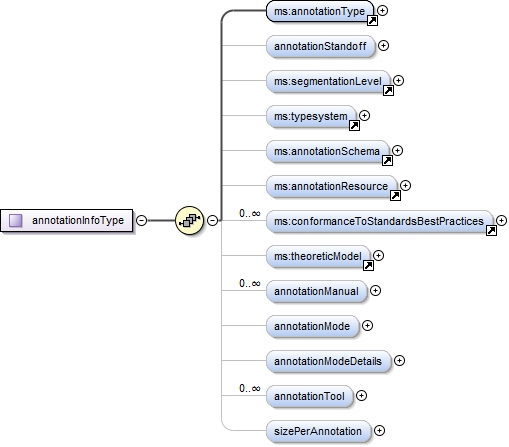 ms:annotationType
annotationStandoff
ms:segmentationLevel
ms:typesystem
ms:annotationSchema
ms:annotationResource
annotationInfoType
0..∞
ms:conformanceToStandardsBestPractices
ms:theoreticModel
0..∞
annotationManual
annotationMode
annotationModeDetails
0..∞
annotationTool
sizePerAnnotation